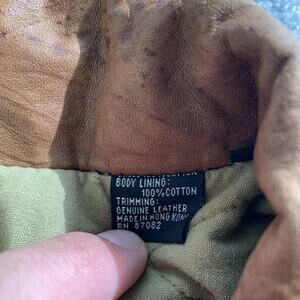 BODY LINING:
100% COTTON
TRIMMING:
GENUINE LEATHER
MADE IN HONG KONG
RN 87082